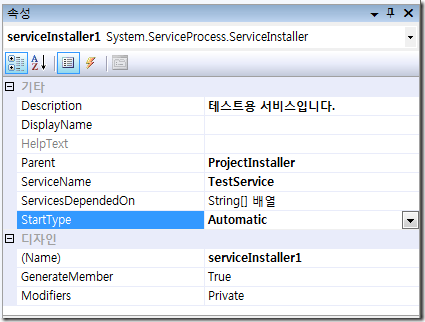 속성
serviceInstaller1 System.ServiceProcess.ServiceInstaller
기타
Description 테스트용 서비스입니다.
DisplayName
HelpText
Parent ProjectInstaller
ServiceName TestService
ServicesDependedOn String[] 배열
StartType Automatic
디자인
(Name) serviceInstaller1
GenerateMember True
Modifiers Private